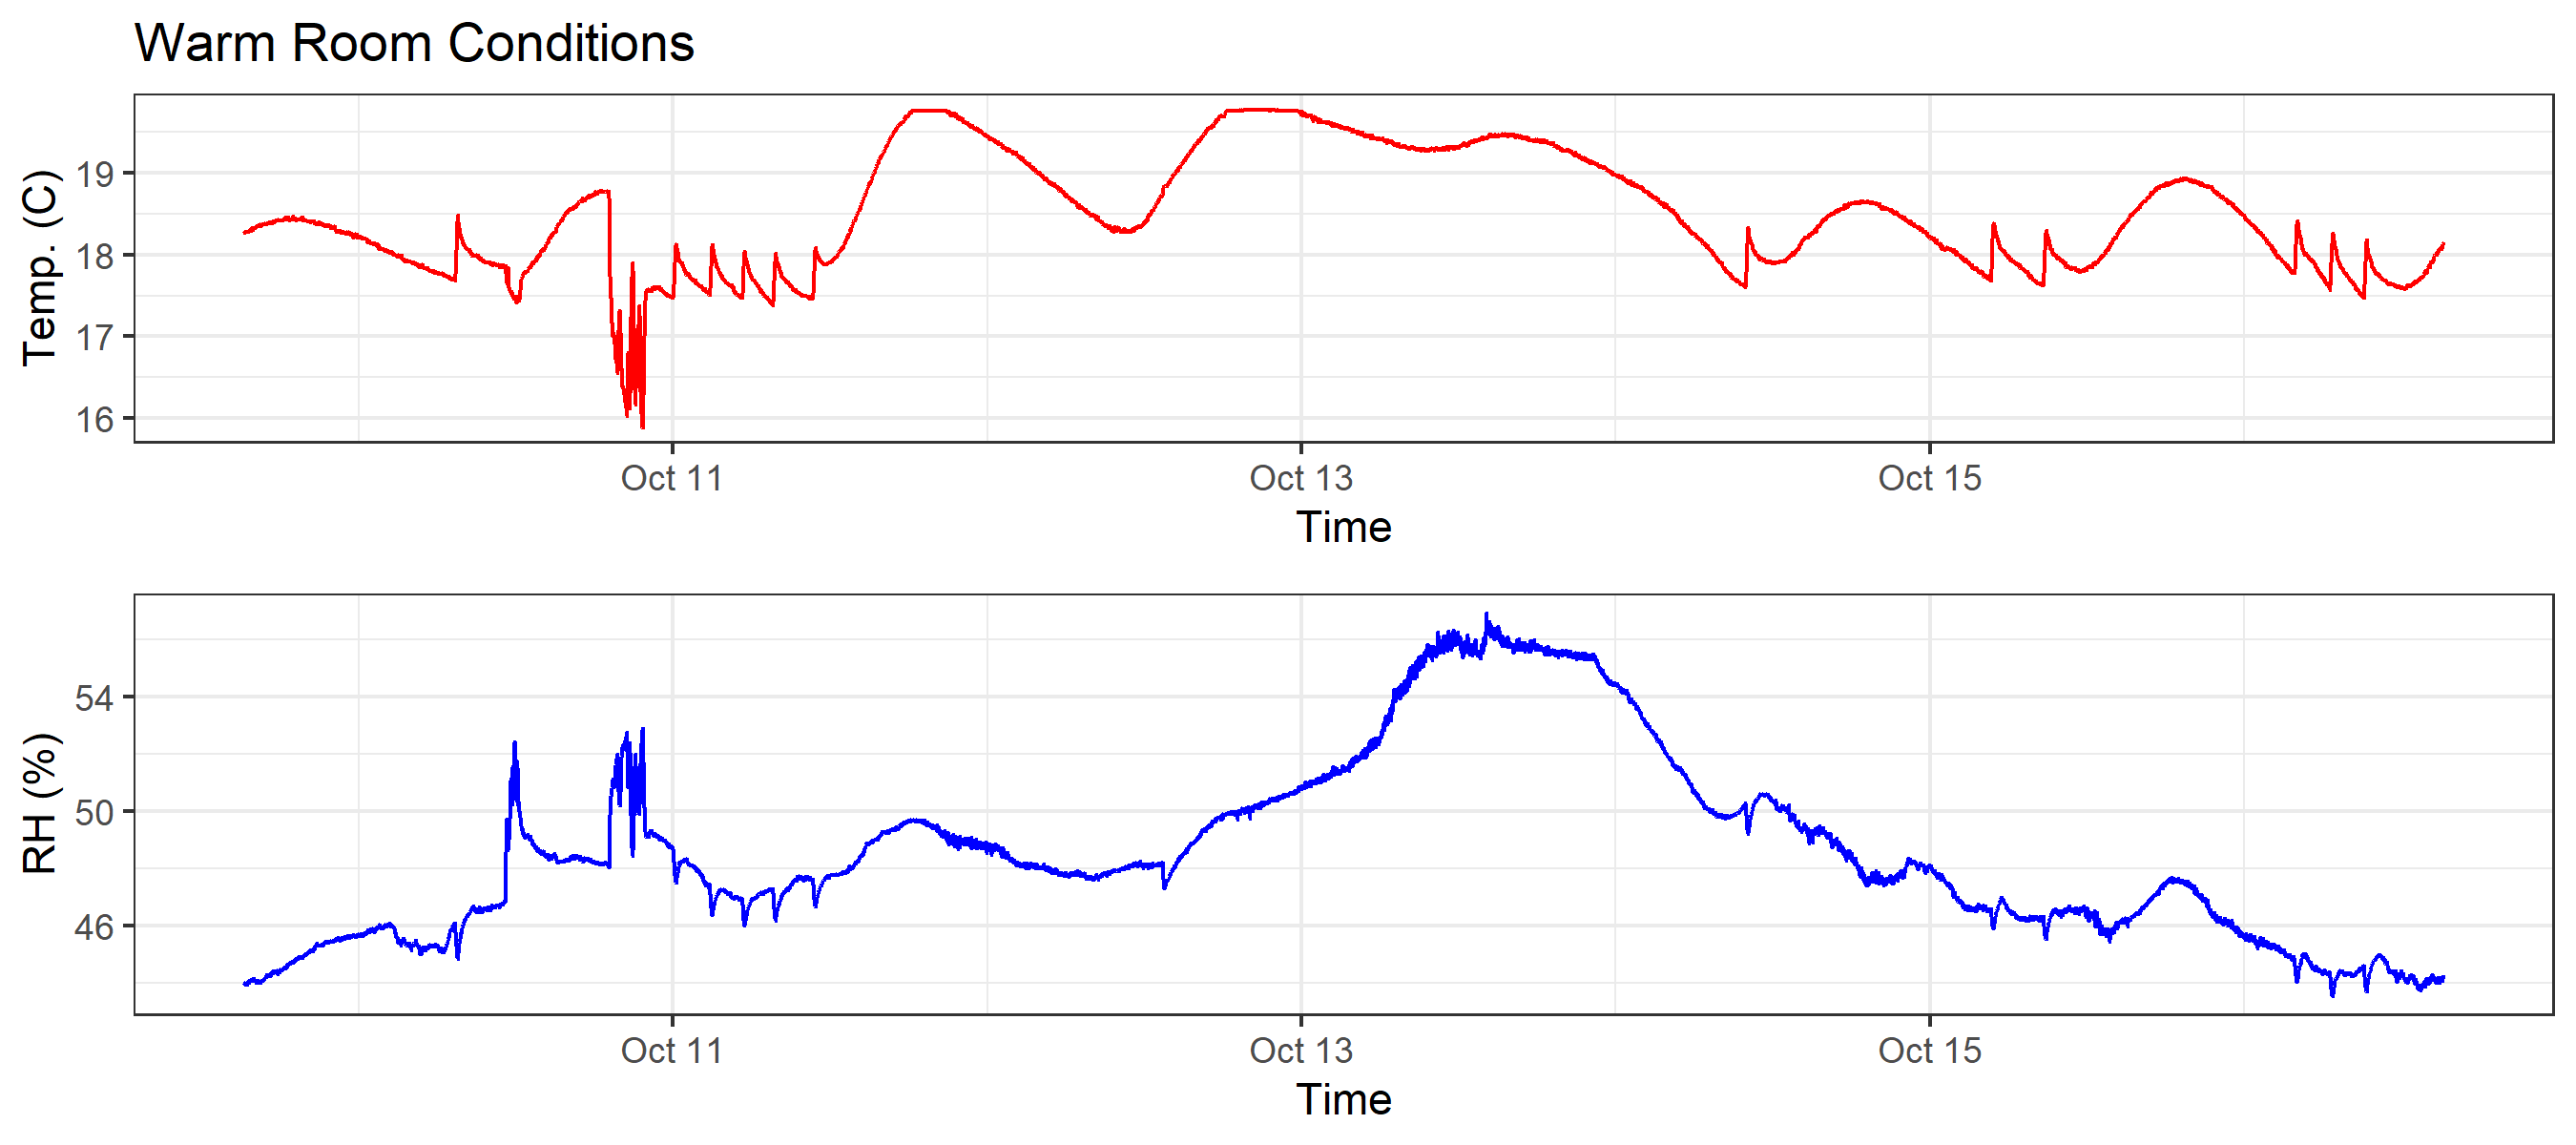 Warm Room Conditions
Temp. (C)
19
18
17
16
Oct 11 Oct 13 Oct 15
Time
RH (%)
54
50
46
Oct 11 Oct 13 Oct 15
Time